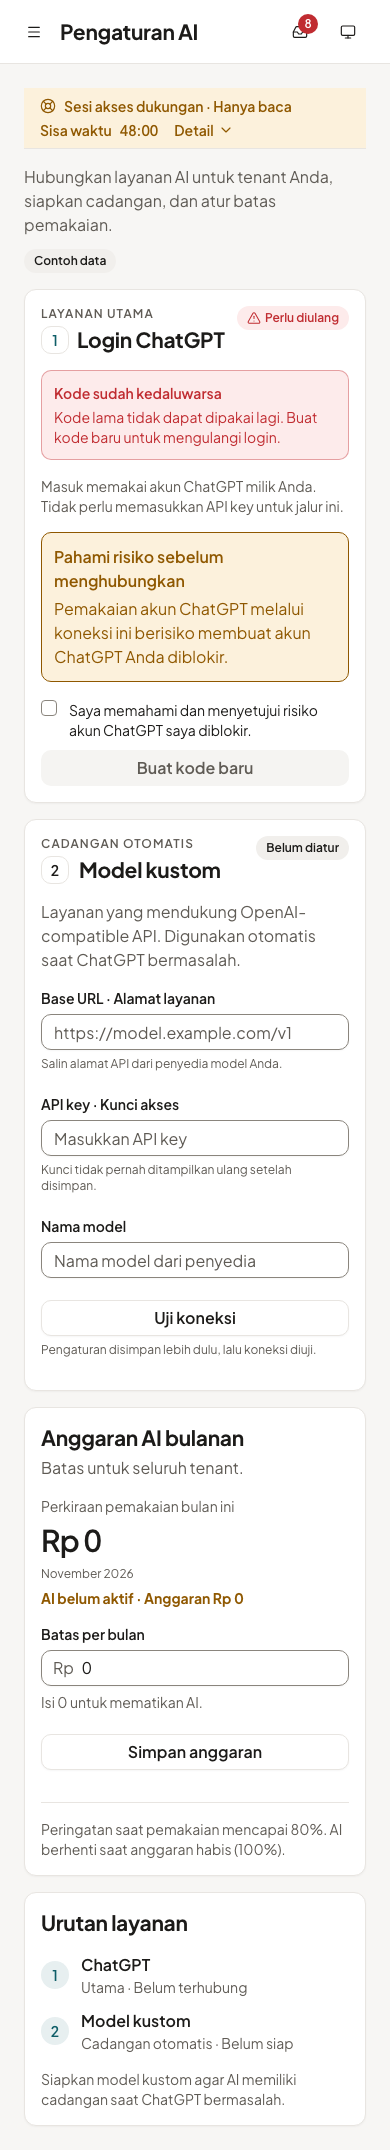 Pengaturan AI
8
Sesi akses dukungan · Hanya baca
Sisa waktu 48:00 Detail
Hubungkan layanan AI untuk tenant Anda,
siapkan cadangan, dan atur batas
pemakaian.
Contoh data
LAYANAN UTAMA
Perlu diulang
1 Login ChatGPT
Kode sudah kedaluwarsa
Kode lama tidak dapat dipakai lagi. Buat
kode baru untuk mengulangi login.
Masuk memakai akun ChatGPT milik Anda.
Tidak perlu memasukkan API key untuk jalur ini.
Pahami risiko sebelum
menghubungkan
Pemakaian akun ChatGPT melalui
koneksi ini berisiko membuat akun
ChatGPT Anda diblokir.
Saya memahami dan menyetujui risiko
akun ChatGPT saya diblokir.
Buat kode baru
CADANGAN OTOMATIS
Belum diatur
2 Model kustom
Layanan yang mendukung OpenAI-
compatible API. Digunakan otomatis
saat ChatGPT bermasalah.
Base URL · Alamat layanan
https://model.example.com/v1
Salin alamat API dari penyedia model Anda.
API key · Kunci akses
Masukkan API key
Kunci tidak pernah ditampilkan ulang setelah
disimpan.
Nama model
Nama model dari penyedia
Uji koneksi
Pengaturan disimpan lebih dulu, lalu koneksi diuji.
Anggaran AI bulanan
Batas untuk seluruh tenant.
Perkiraan pemakaian bulan ini
Rp 0
November 2026
AI belum aktif · Anggaran Rp 0
Batas per bulan
Rp 0
Isi 0 untuk mematikan AI.
Simpan anggaran
Peringatan saat pemakaian mencapai 80%. AI
berhenti saat anggaran habis (100%).
Urutan layanan
1 ChatGPT
Utama · Belum terhubung
2 Model kustom
Cadangan otomatis · Belum siap
Siapkan model kustom agar AI memiliki
cadangan saat ChatGPT bermasalah.